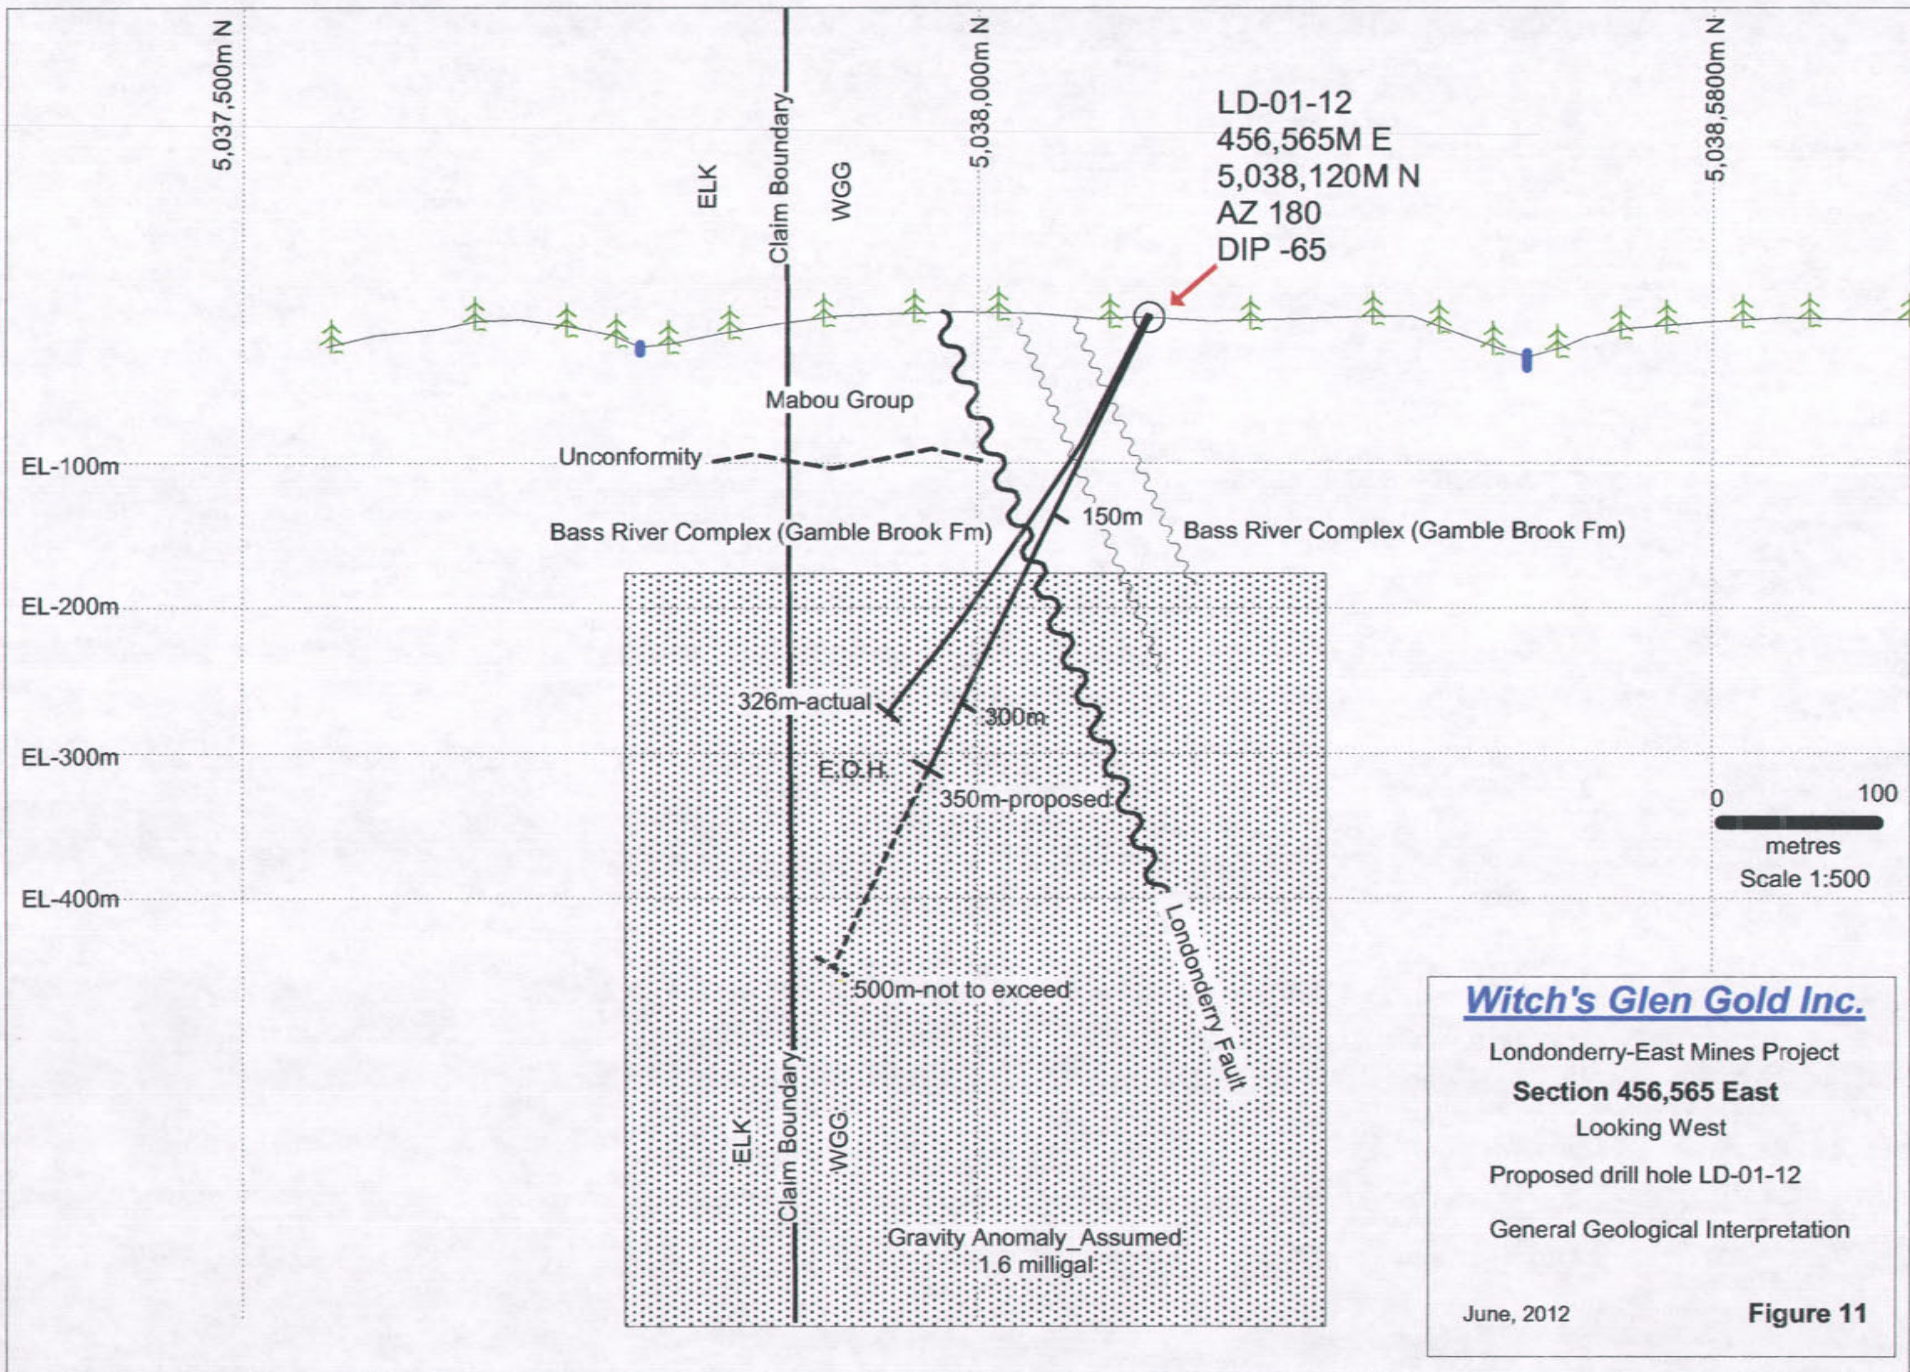 5,037,500m N
5,038,000m N
5,038,5800m N
Claim Boundary
ELK
WGG
LD-01-12
456,565M E
5,038,120M N
AZ 180
DIP -65
Mabou Group
Unconformity
EL-100m
150m
Bass River Complex (Gamble Brook Fm)
Bass River Complex (Gamble Brook Fm)
EL-200m
326m-actual
300m
EL-300m
E.O.H.
350m-proposed
0 100
metres
Scale 1:500
EL-400m
Londonderry Fault
500m-not to exceed
Claim Boundary
ELK
WGG
Gravity Anomaly_Assumed
1.6 milligal
Witch's Glen Gold Inc.
Londonderry-East Mines Project
Section 456,565 East
Looking West
Proposed drill hole LD-01-12
General Geological Interpretation
June, 2012
Figure 11